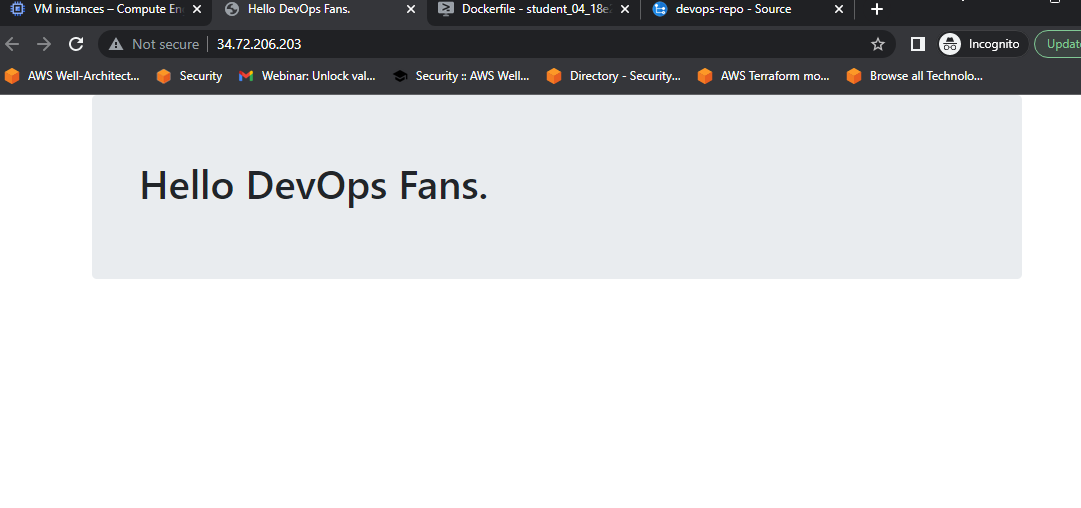 VM instances – Compute En
Hello DevOps Fans.
Dockerfile - student_04_18e
devops-repo - Source
Not secure
34.72.206.203
Incognito
Update
AWS Well-Architect...
Security
Webinar: Unlock val...
Security :: AWS Well...
Directory - Security...
AWS Terraform mo...
Browse all Technolo...
Hello DevOps Fans.